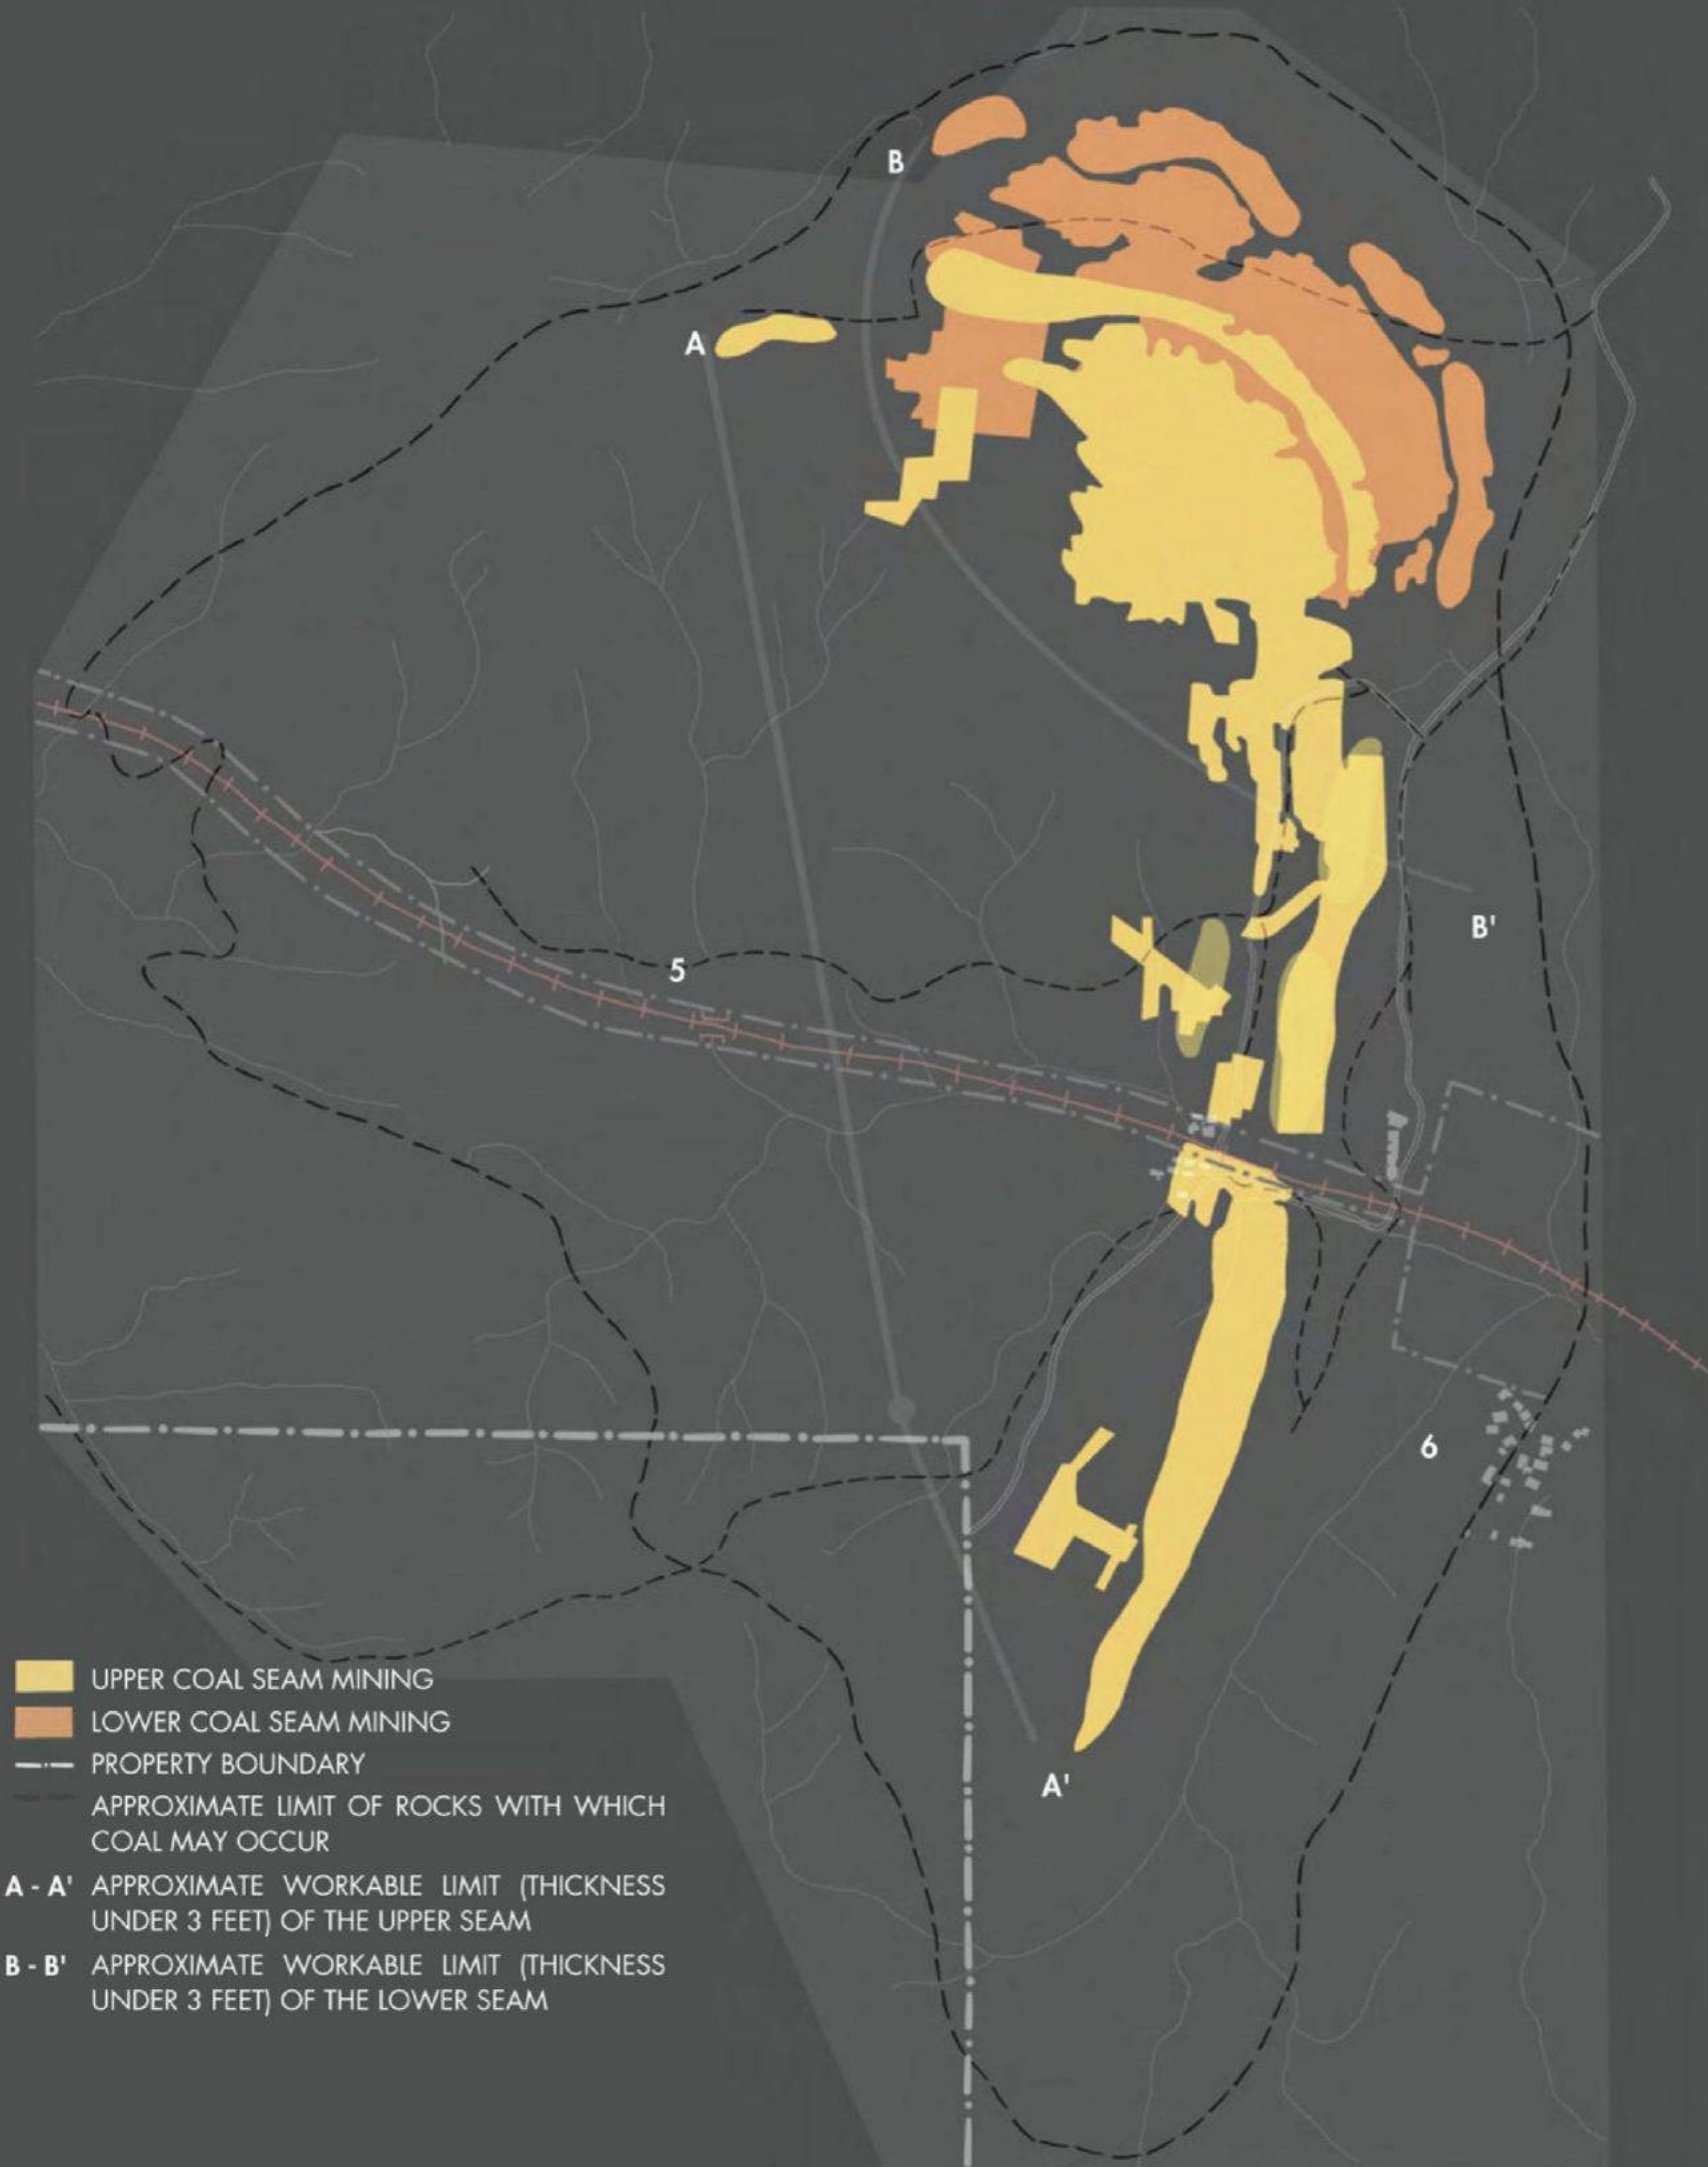 B
A
B'
5
6
A'
UPPER COAL SEAM MINING
LOWER COAL SEAM MINING
PROPERTY BOUNDARY
APPROXIMATE LIMIT OF ROCKS WITH WHICH
COAL MAY OCCUR
A - A' APPROXIMATE WORKABLE LIMIT (THICKNESS
UNDER 3 FEET) OF THE UPPER SEAM
B - B' APPROXIMATE WORKABLE LIMIT (THICKNESS
UNDER 3 FEET) OF THE LOWER SEAM